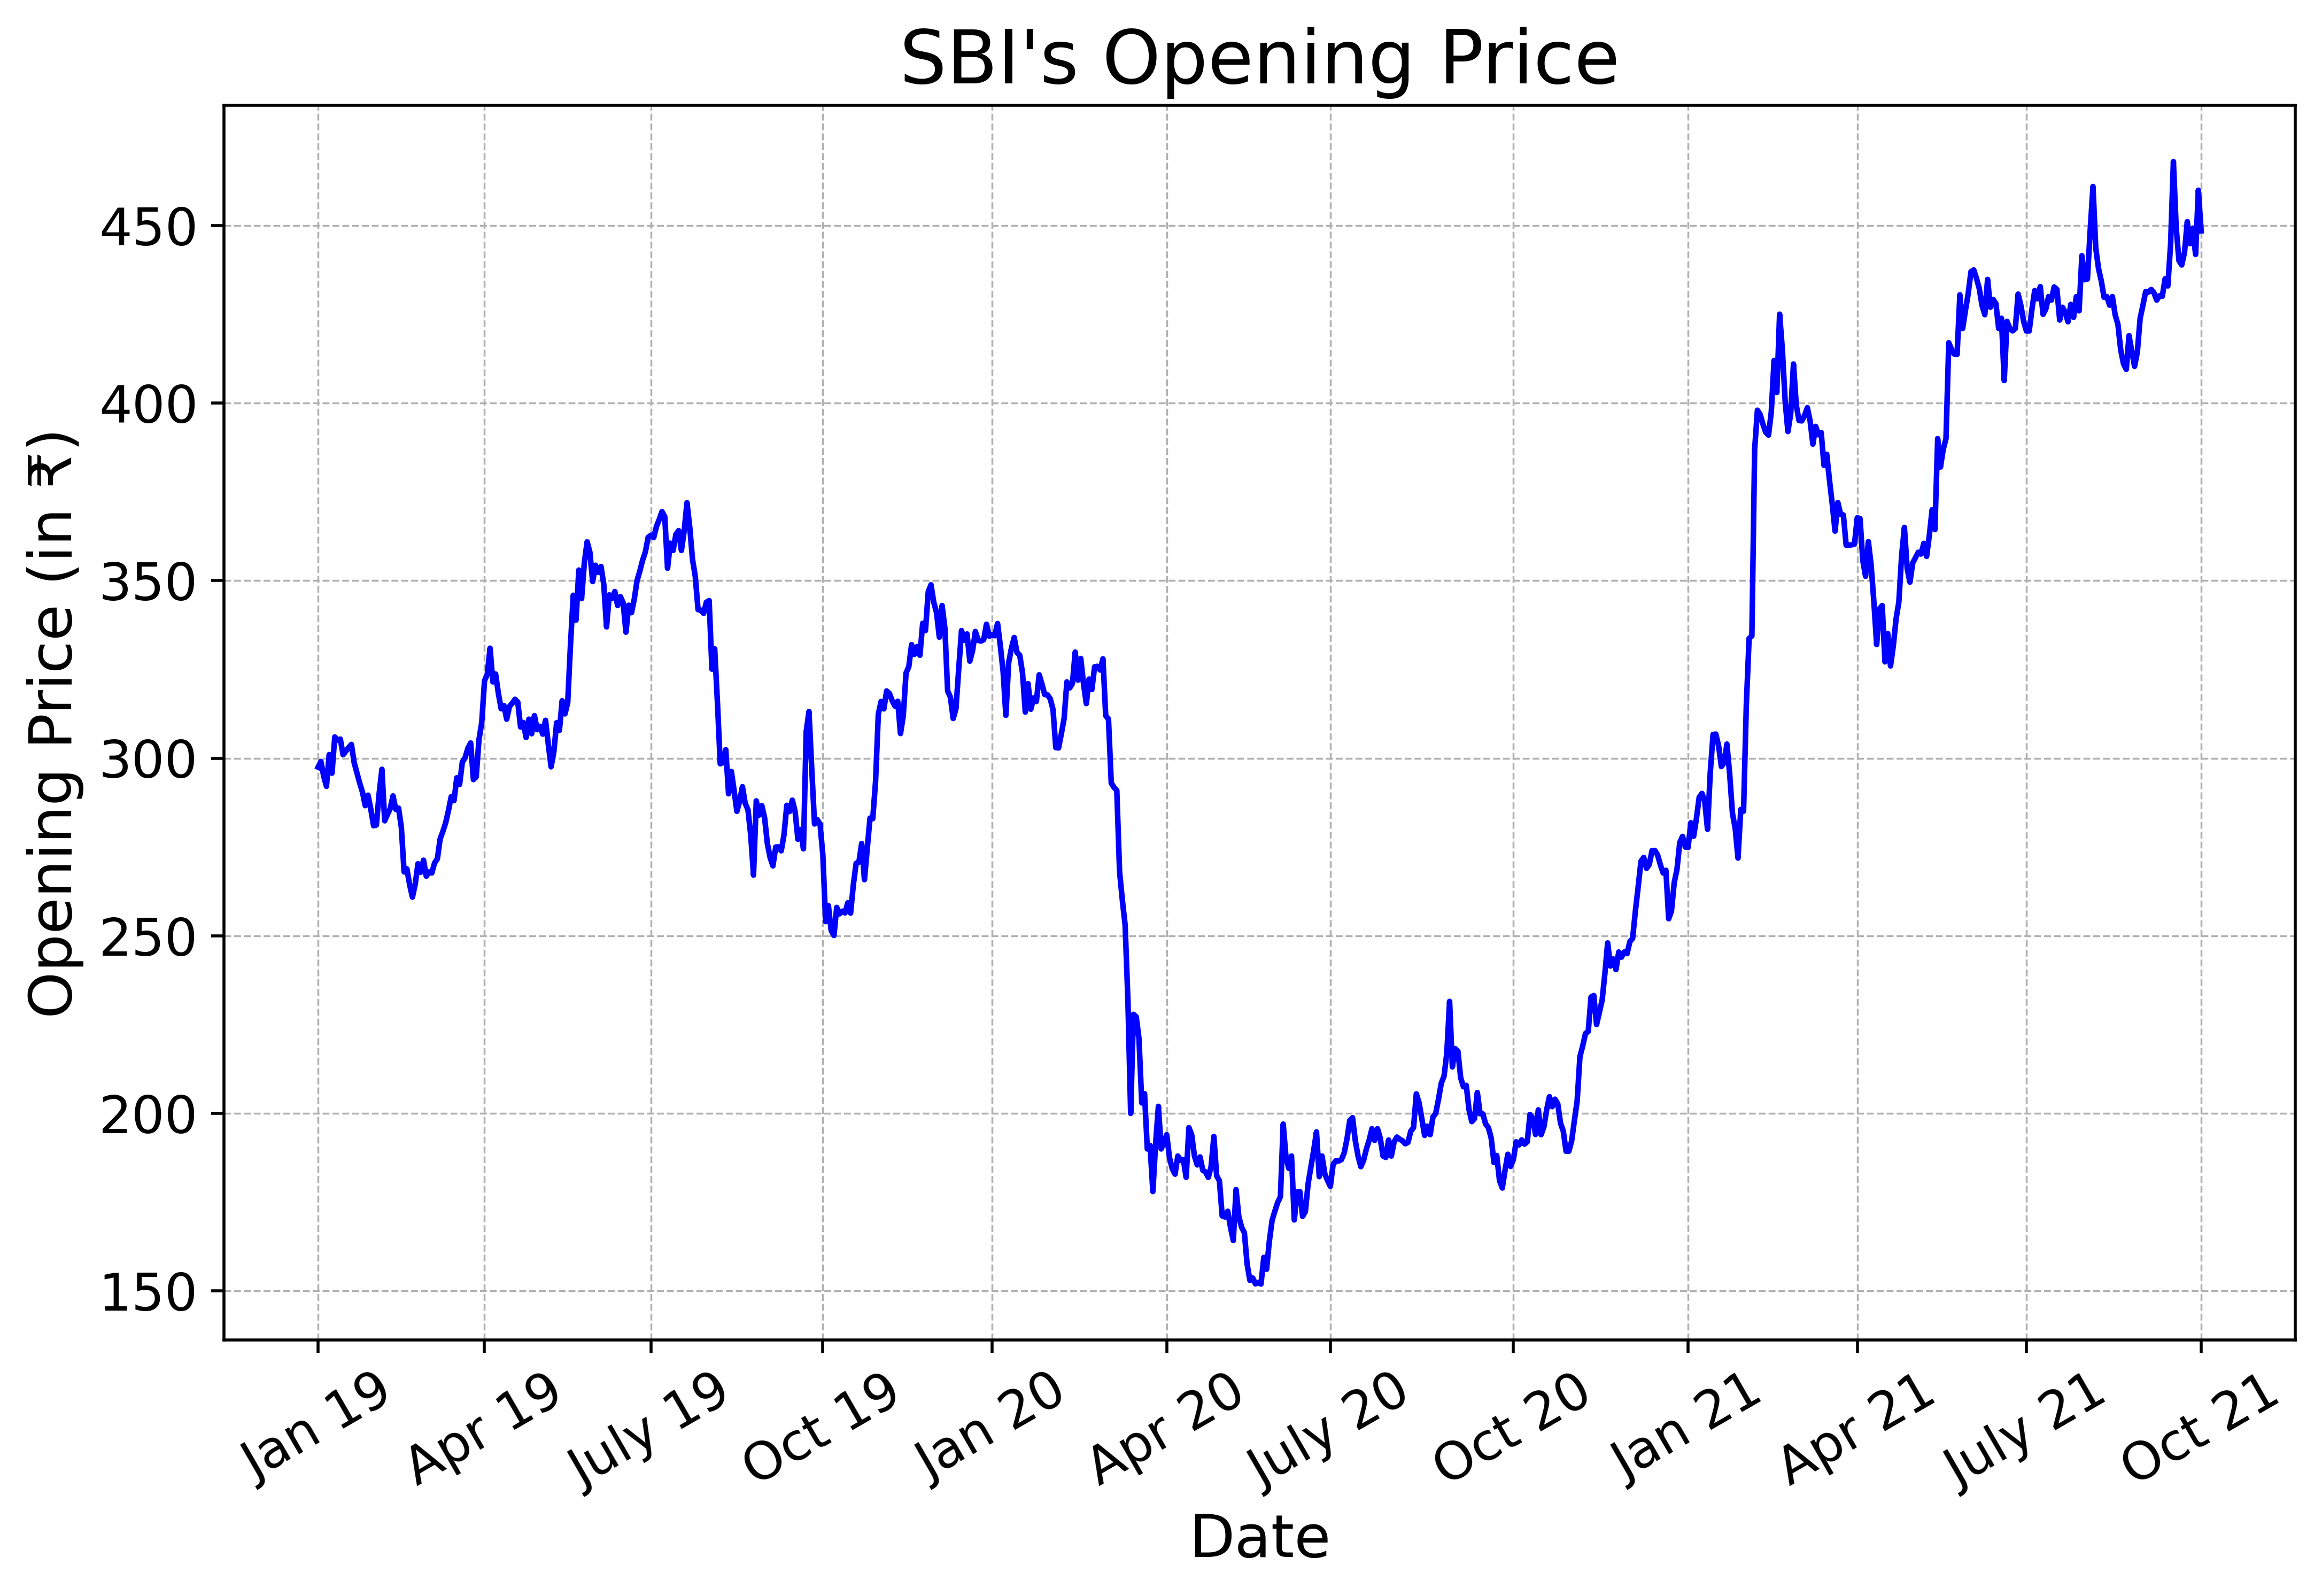 SBI's Opening Price
Opening Price (in ₹)
450
400
350
300
250
200
150
Jan 19
Apr 19
July 19
Oct 19
Jan 20
Apr 20
July 20
Oct 20
Jan 21
Apr 21
July 21
Oct 21
Date